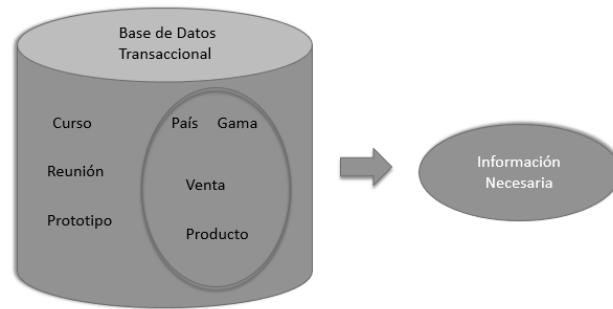 Base de Datos
Transaccional
Curso
País Gama
Reunión
Venta
Prototipo
Producto
Información
Necesaria